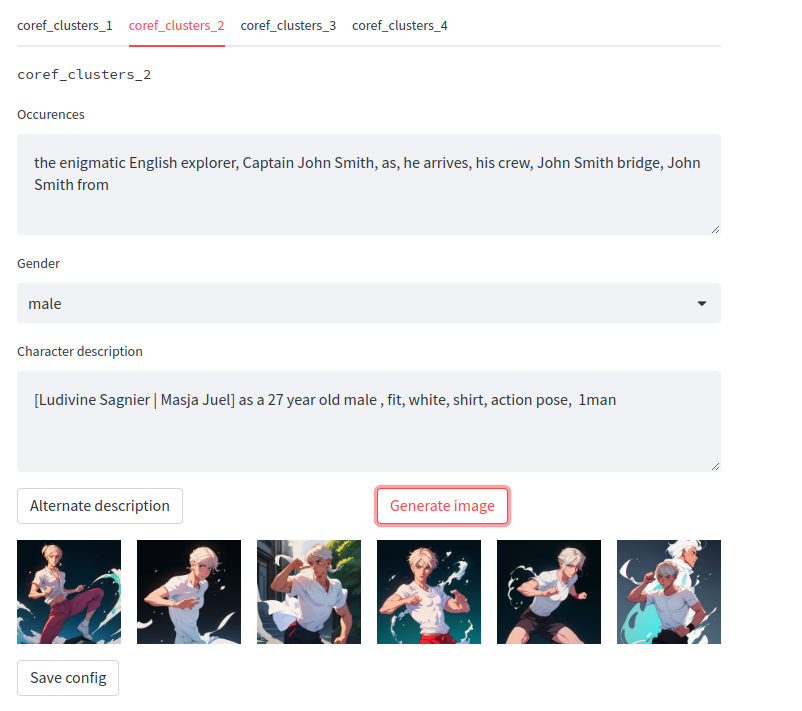 coref_clusters_1 coref_clusters_2 coref_clusters_3 coref_clusters_4
coref_clusters_2
Occurences
the enigmatic English explorer, Captain John Smith, as, he arrives, his crew, John Smith bridge, John
Smith from
Gender
male
Character description
[Ludivine Sagnier | Masja Juel] as a 27 year old male , fit, white, shirt, action pose,  1man
Alternate description Generate image
Save config